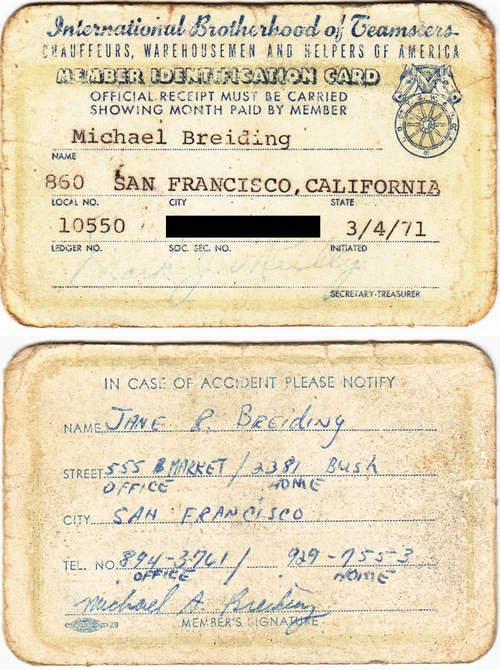 International Brotherhood of Teamsters
CHAUFFEURS, WAREHOUSEMEN AND HELPERS OF AMERICA
MEMBER IDENTIFICATION CARD
OFFICIAL RECEIPT MUST BE CARRIED
SHOWING MONTH PAID BY MEMBER
Michael Breiding
NAME
860 SAN FRANCISCO, CALIFORNIA
LOCAL NO. CITY STATE
10550 3/4/71
LEDGER NO. SOC. SEC. NO. INITIATED
SECRETARY-TREASURER
IN CASE OF ACCIDENT PLEASE NOTIFY
NAME JANE R. BREIDING
STREET 555 MARKET / 2381 BUSH
OFFICE HOME
CITY SAN FRANCISCO
TEL. NO. 894-3761 / 929-7553
OFFICE HOME
Michael A. Breiding
29 MEMBER'S SIGNATURE